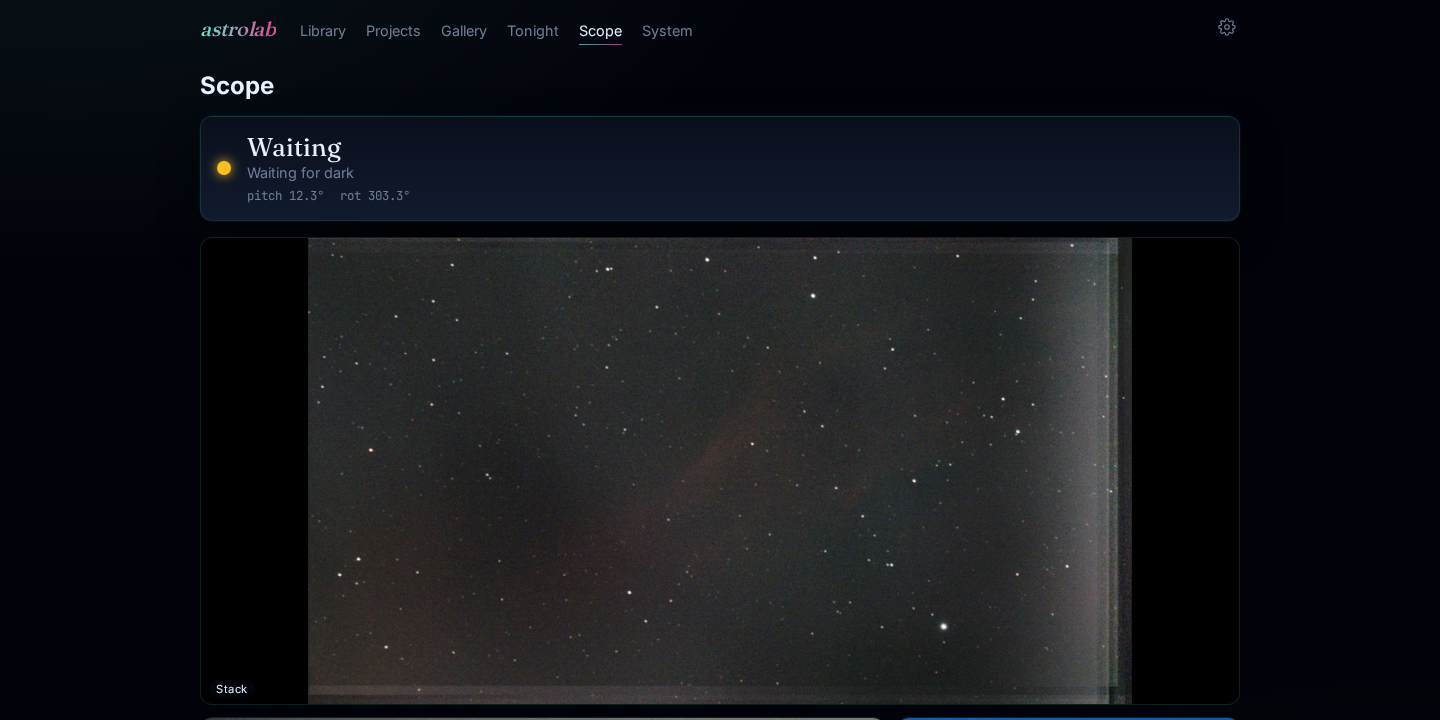 astrolab Library Projects Gallery Tonight Scope System
Scope
Waiting
Waiting for dark
pitch 12.3° rot 303.3°
Stack